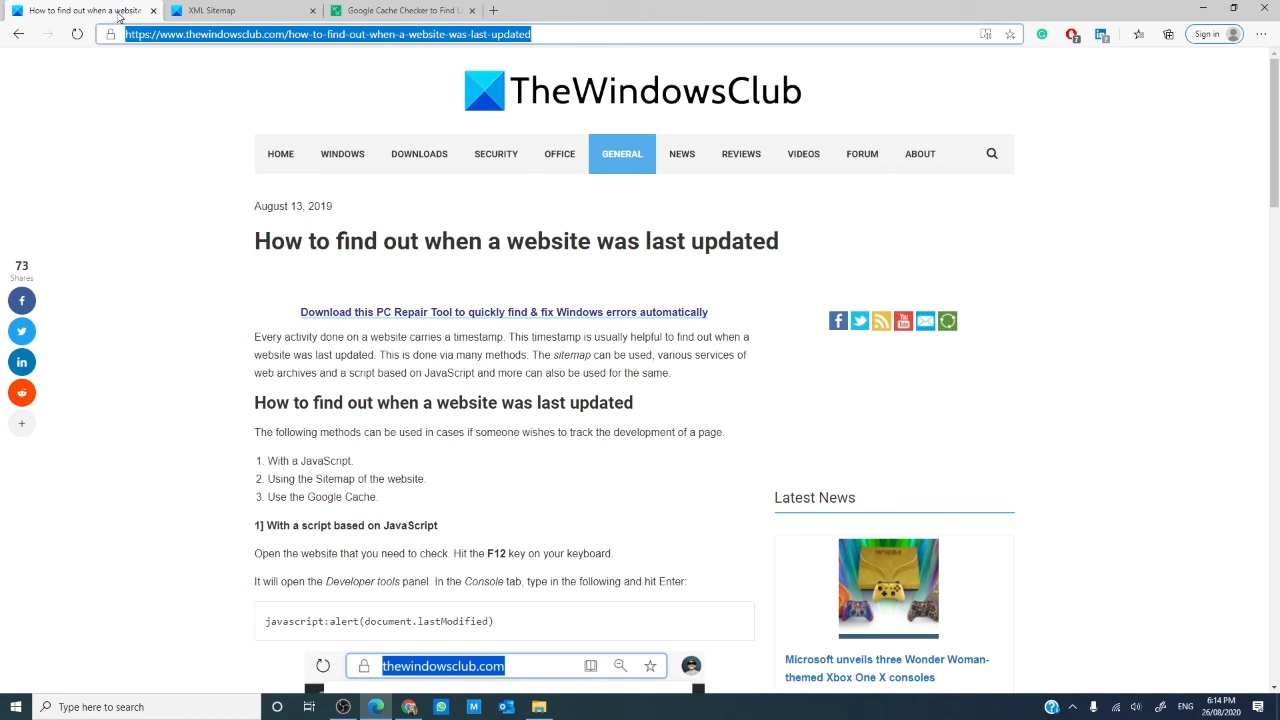 How to find out when a website
XML Sitemap
Google Cache Checker to Find L
https://www.thewindowsclub.com/how-to-find-out-when-a-website-was-last-updated
7
7
Sign in
TheWindowsClub
HOME
WINDOWS
DOWNLOADS
SECURITY
OFFICE
GENERAL
NEWS
REVIEWS
VIDEOS
FORUM
ABOUT
August 13, 2019
How to find out when a website was last updated
73
Shares
Download this PC Repair Tool to quickly find & fix Windows errors automatically
Every activity done on a website carries a timestamp. This timestamp is usually helpful to find out when a
website was last updated. This is done via many methods. The sitemap can be used, various services of
web archives and a script based on JavaScript and more can also be used for the same.
How to find out when a website was last updated
The following methods can be used in cases if someone wishes to track the development of a page.
1. With a JavaScript.
2. Using the Sitemap of the website.
3. Use the Google Cache.
1] With a script based on JavaScript
Open the website that you need to check. Hit the F12 key on your keyboard.
It will open the Developer tools panel. In the Console tab, type in the following and hit Enter:
javascript:alert(document.lastModified)
thewindowsclub.com
You
Tube
Latest News
Microsoft unveils three Wonder Woman-
themed Xbox One X consoles
Type here to search
ENG
6:14 PM
26/08/2020